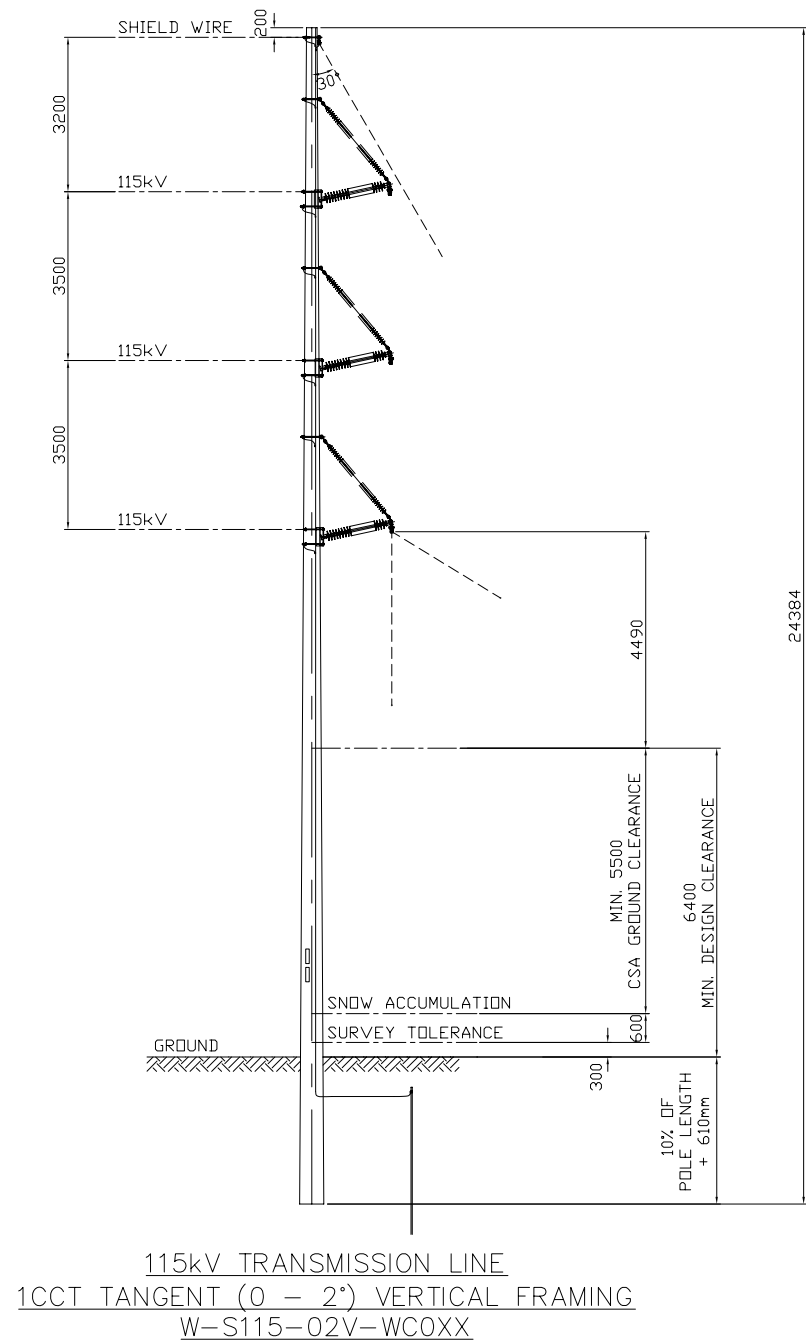 200
SHIELD WIRE
30°
3200
115kV
3500
115kV
3500
115kV
4490
24384
MIN. 5500
CSA GROUND CLEARANCE
6400
MIN. DESIGN CLEARANCE
SNOW ACCUMULATION
600
SURVEY TOLERANCE
GROUND
300
10% OF
POLE LENGTH
+ 610mm
115kV TRANSMISSION LINE
1CCT TANGENT (0 – 2°) VERTICAL FRAMING
W–S115–02V–WC0XX